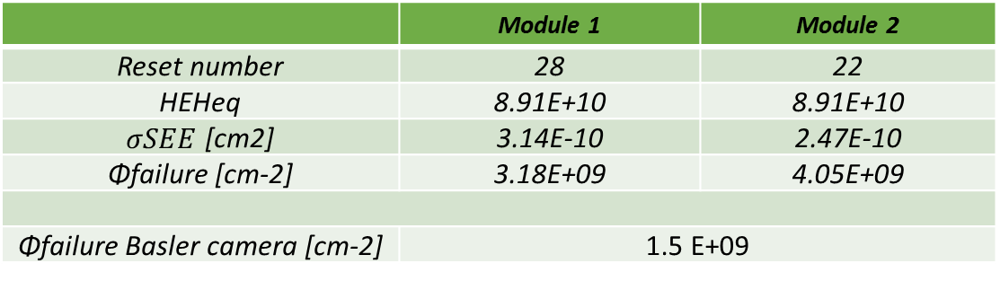 Module 1 Module 2
Reset number 28 22
HEHeq 8.91E+10 8.91E+10
σSEE [cm2] 3.14E-10 2.47E-10
Φfailure [cm-2] 3.18E+09 4.05E+09
Φfailure Basler camera [cm-2] 1.5 E+09